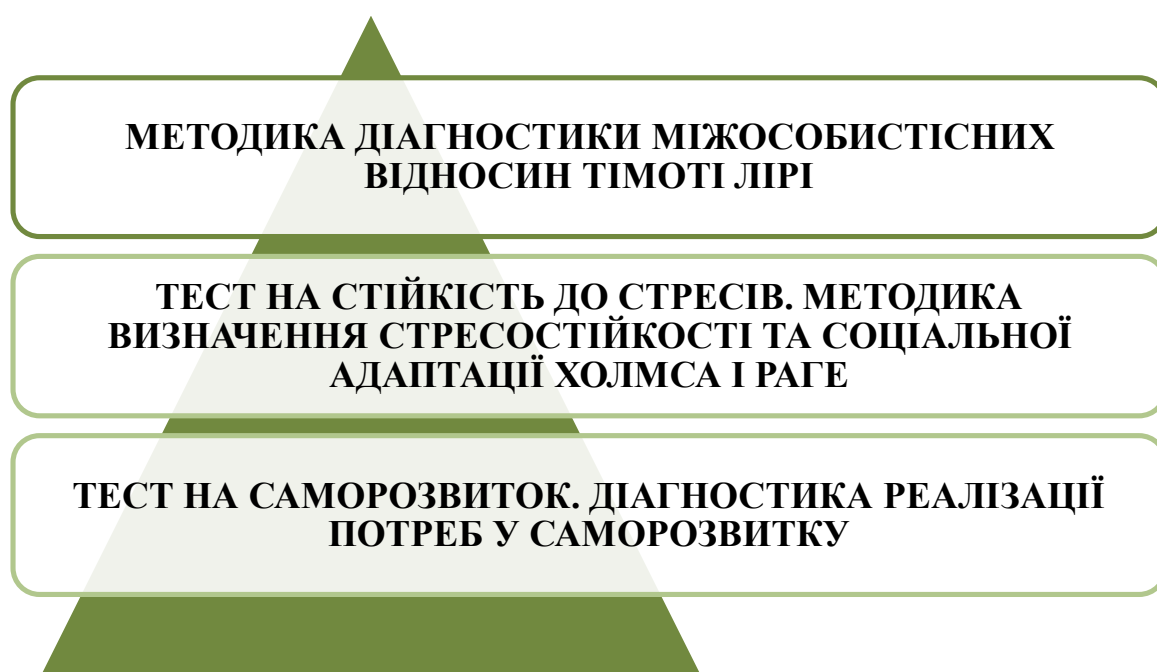 МЕТОДИКА ДІАГНОСТИКИ МІЖОСОБИСТІСНИХ
ВІДНОСИН ТІМОТІ ЛІРІ
ТЕСТ НА СТІЙКІСТЬ ДО СТРЕСІВ. МЕТОДИКА
ВИЗНАЧЕННЯ СТРЕСОСТІЙКОСТІ ТА СОЦІАЛЬНОЇ
АДАПТАЦІЇ ХОЛМСА І РАГЕ
ТЕСТ НА САМОРОЗВИТОК. ДІАГНОСТИКА РЕАЛІЗАЦІЇ
ПОТРЕБ У САМОРОЗВИТКУ